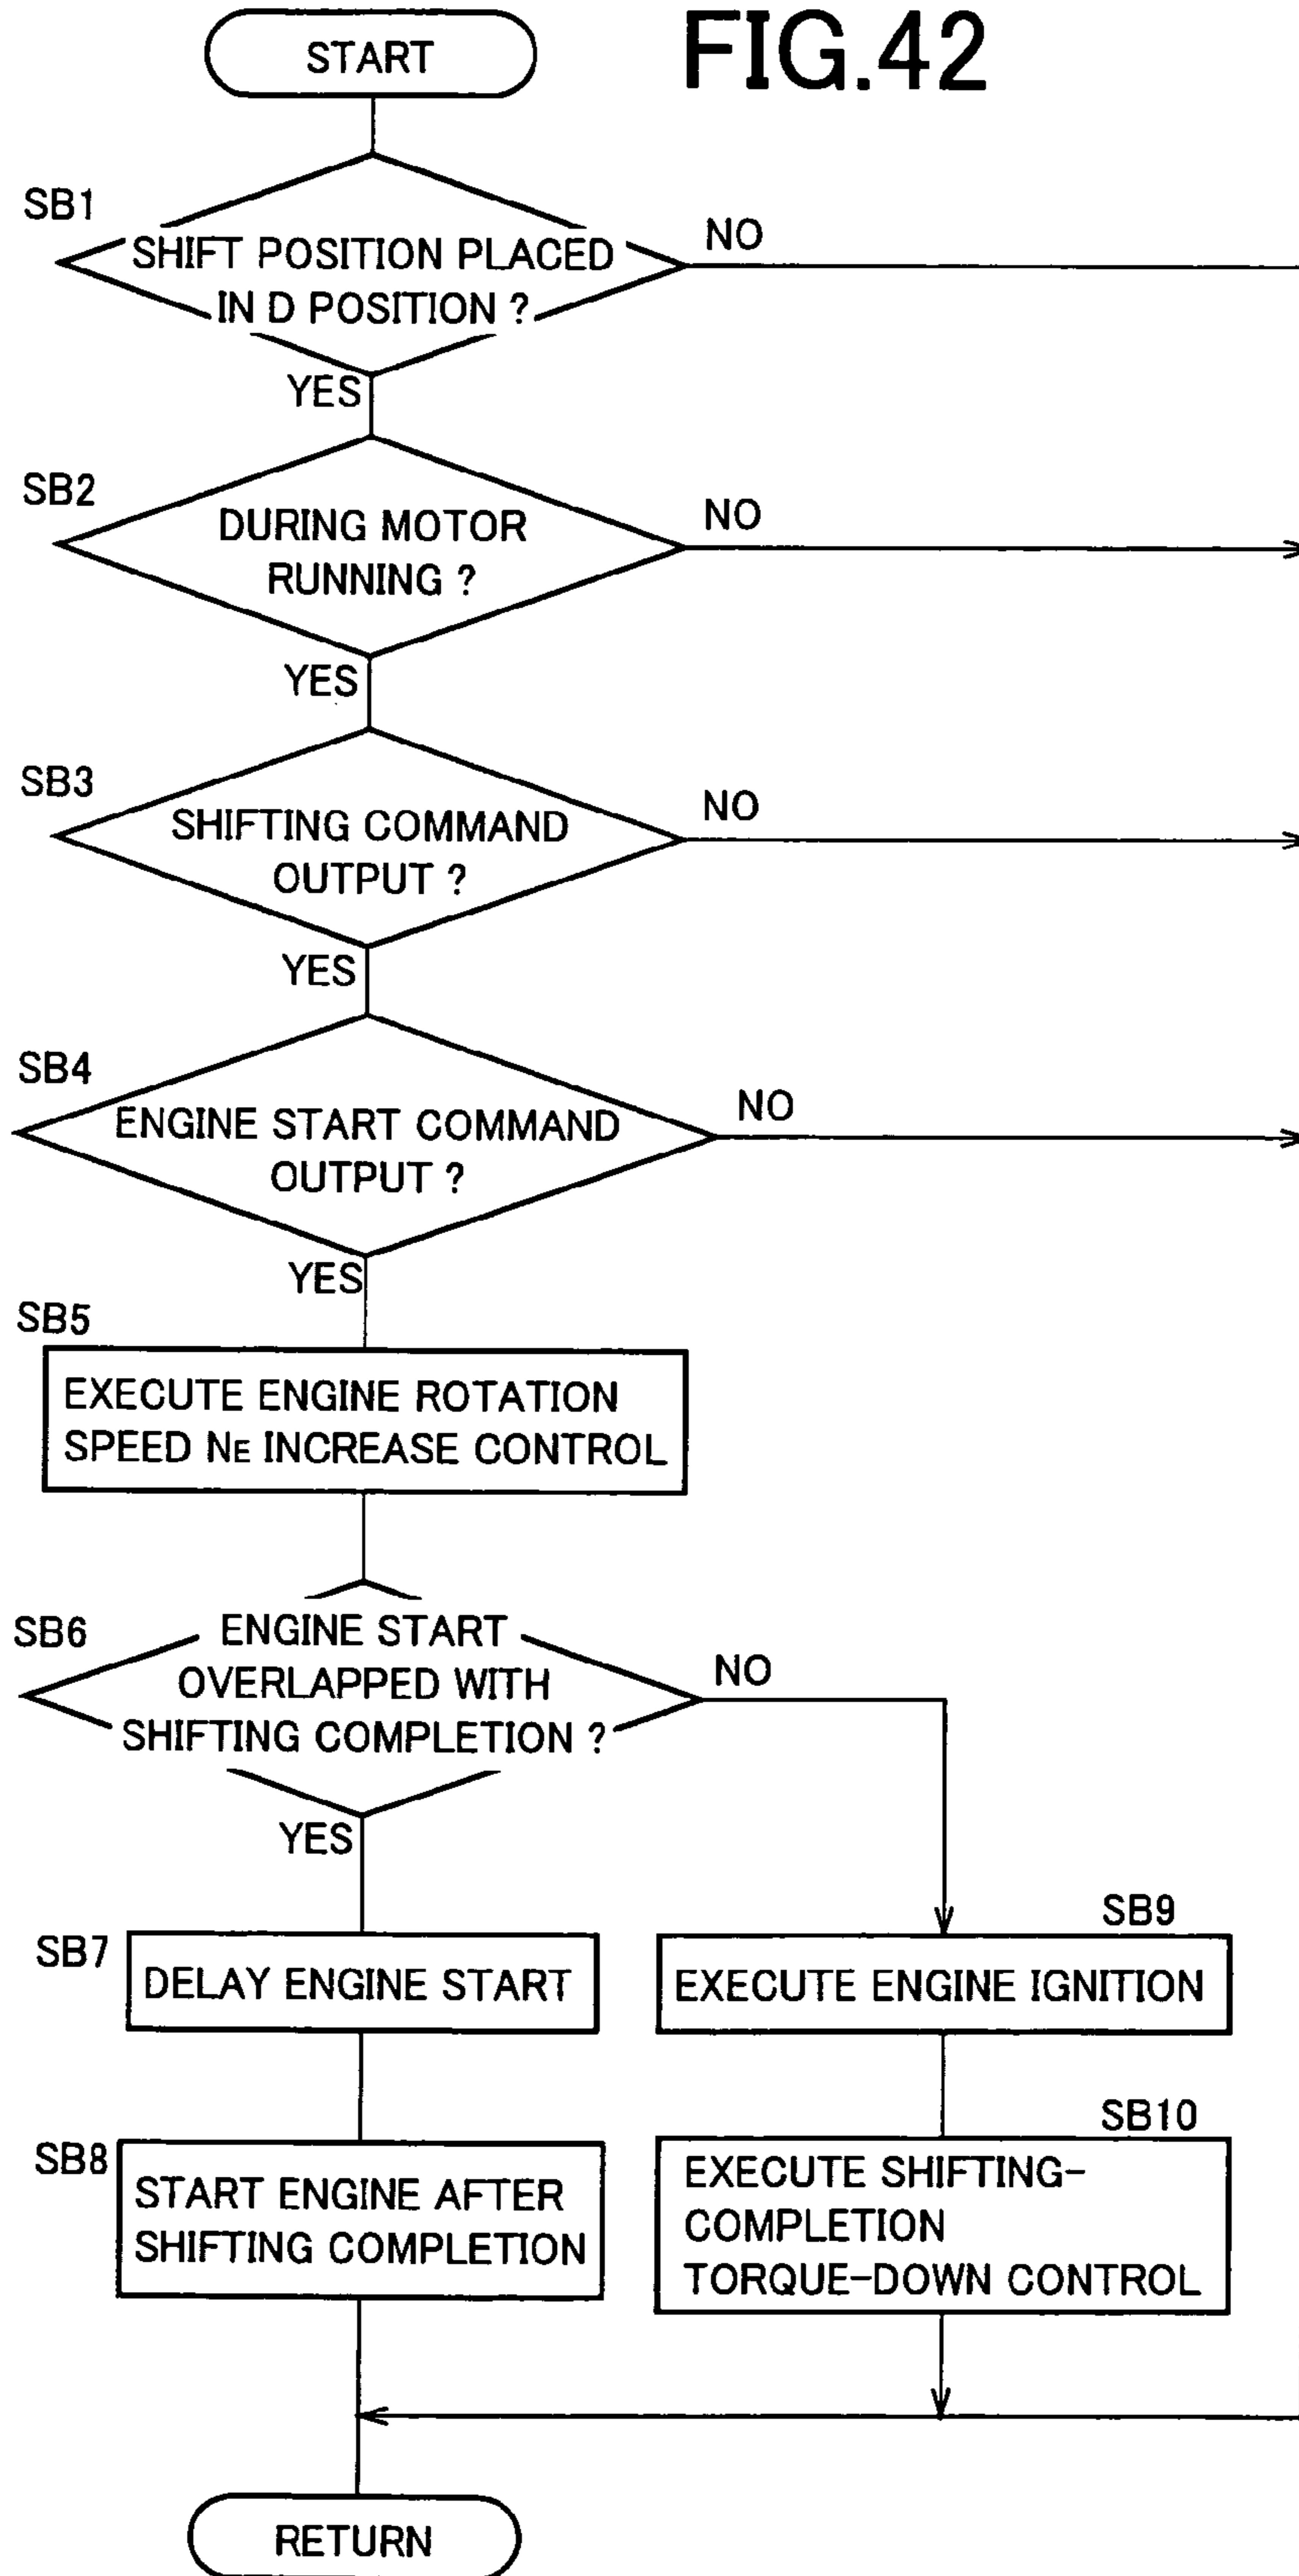 FIG.42
START
SB1
SHIFT POSITION PLACED
IN D POSITION ?
NO
YES
SB2
DURING MOTOR
RUNNING ?
NO
YES
SB3
SHIFTING COMMAND
OUTPUT ?
NO
YES
SB4
ENGINE START COMMAND
OUTPUT ?
NO
YES
SB5
EXECUTE ENGINE ROTATION
SPEED NE INCREASE CONTROL
SB6
ENGINE START
OVERLAPPED WITH
SHIFTING COMPLETION ?
NO
YES
SB7
DELAY ENGINE START
SB9
EXECUTE ENGINE IGNITION
SB8
START ENGINE AFTER
SHIFTING COMPLETION
SB10
EXECUTE SHIFTING-
COMPLETION
TORQUE-DOWN CONTROL
RETURN